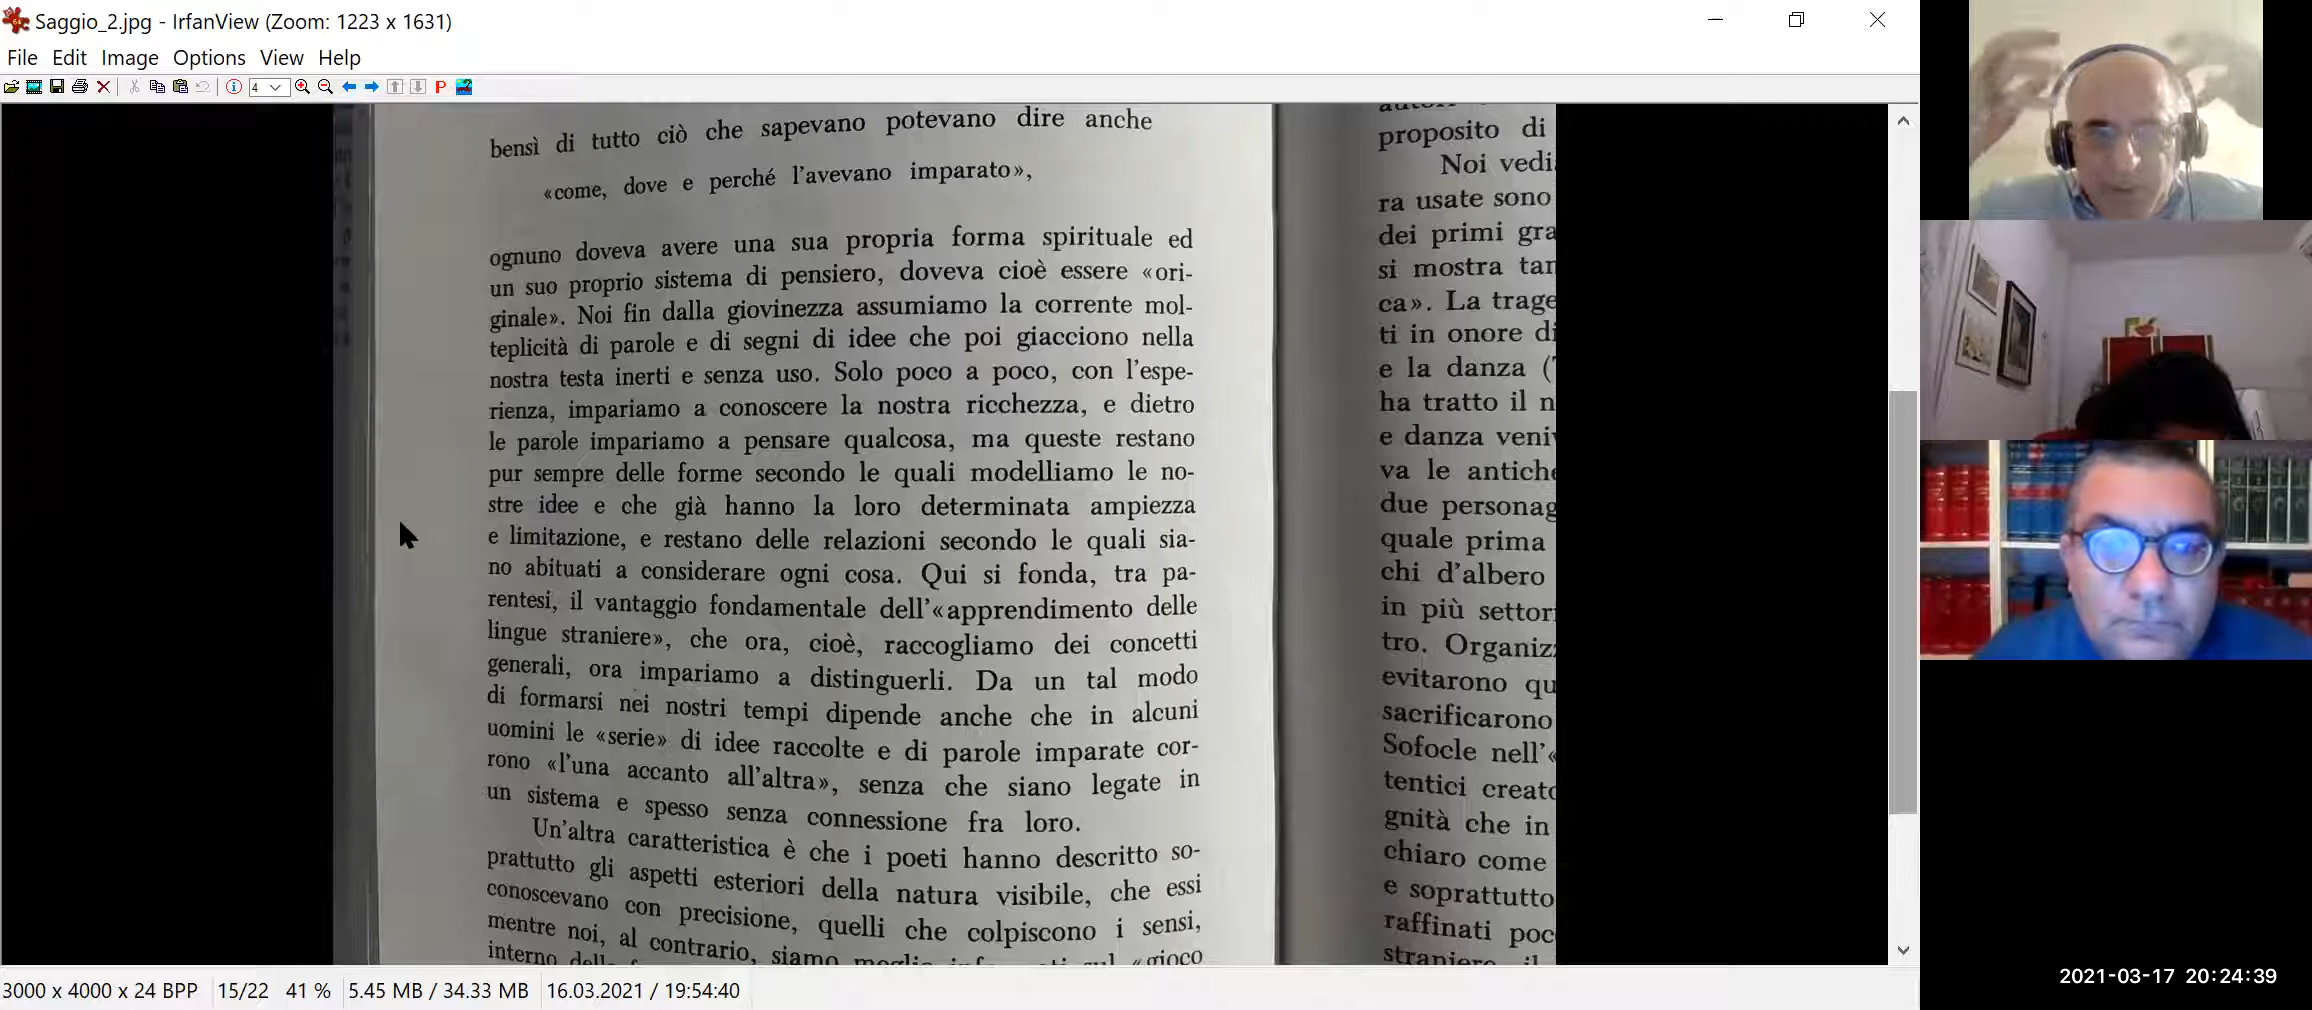 Saggio_2.jpg - IrfanView (Zoom: 1223 x 1631)
File Edit Image Options View Help
4
P
bensì di tutto ciò che sapevano potevano dire anche
«come, dove e perché l'avevano imparato»,
ognuno doveva avere una sua propria forma spirituale ed
un suo proprio sistema di pensiero, doveva cioè essere «ori-
ginale». Noi fin dalla giovinezza assumiamo la corrente mol-
teplicità di parole e di segni di idee che poi giacciono nella
nostra testa inerti e senza uso. Solo poco a poco, con l'espe-
rienza, impariamo a conoscere la nostra ricchezza, e dietro
le parole impariamo a pensare qualcosa, ma queste restano
pur sempre delle forme secondo le quali modelliamo le no-
stre idee e che già hanno la loro determinata ampiezza
e limitazione, e restano delle relazioni secondo le quali sia-
no abituati a considerare ogni cosa. Qui si fonda, tra pa-
rentesi, il vantaggio fondamentale dell'«apprendimento delle
lingue straniere», che ora, cioè, raccogliamo dei concetti
generali, ora impariamo a distinguerli. Da un tal modo
di formarsi nei nostri tempi dipende anche che in alcuni
uomini le «serie» di idee raccolte e di parole imparate cor-
rono «l'una accanto all'altra», senza che siano legate in
un sistema e spesso senza connessione fra loro.
Un'altra caratteristica è che i poeti hanno descritto so-
prattutto gli aspetti esteriori della natura visibile, che essi
conoscevano con precisione, quelli che colpiscono i sensi,
mentre noi, al contrario, siamo meglio
interno «gioco
proposito di
Noi vedi
ra usate sono
dei primi gra
si mostra tan
ca». La trage
ti in onore di
e la danza (
ha tratto il n
e danza veni
va le antiche
due personag
quale prima
chi d'albero
in più settori
tro. Organiz
evitarono qu
sacrificarono
Sofocle nell'«
tentici creato
gnità che in
chiaro come
e soprattutto
raffinati poc
straniere il
3000 x 4000 x 24 BPP 15/22 41 % 5.45 MB / 34.33 MB 16.03.2021 / 19:54:40
2021-03-17 20:24:39